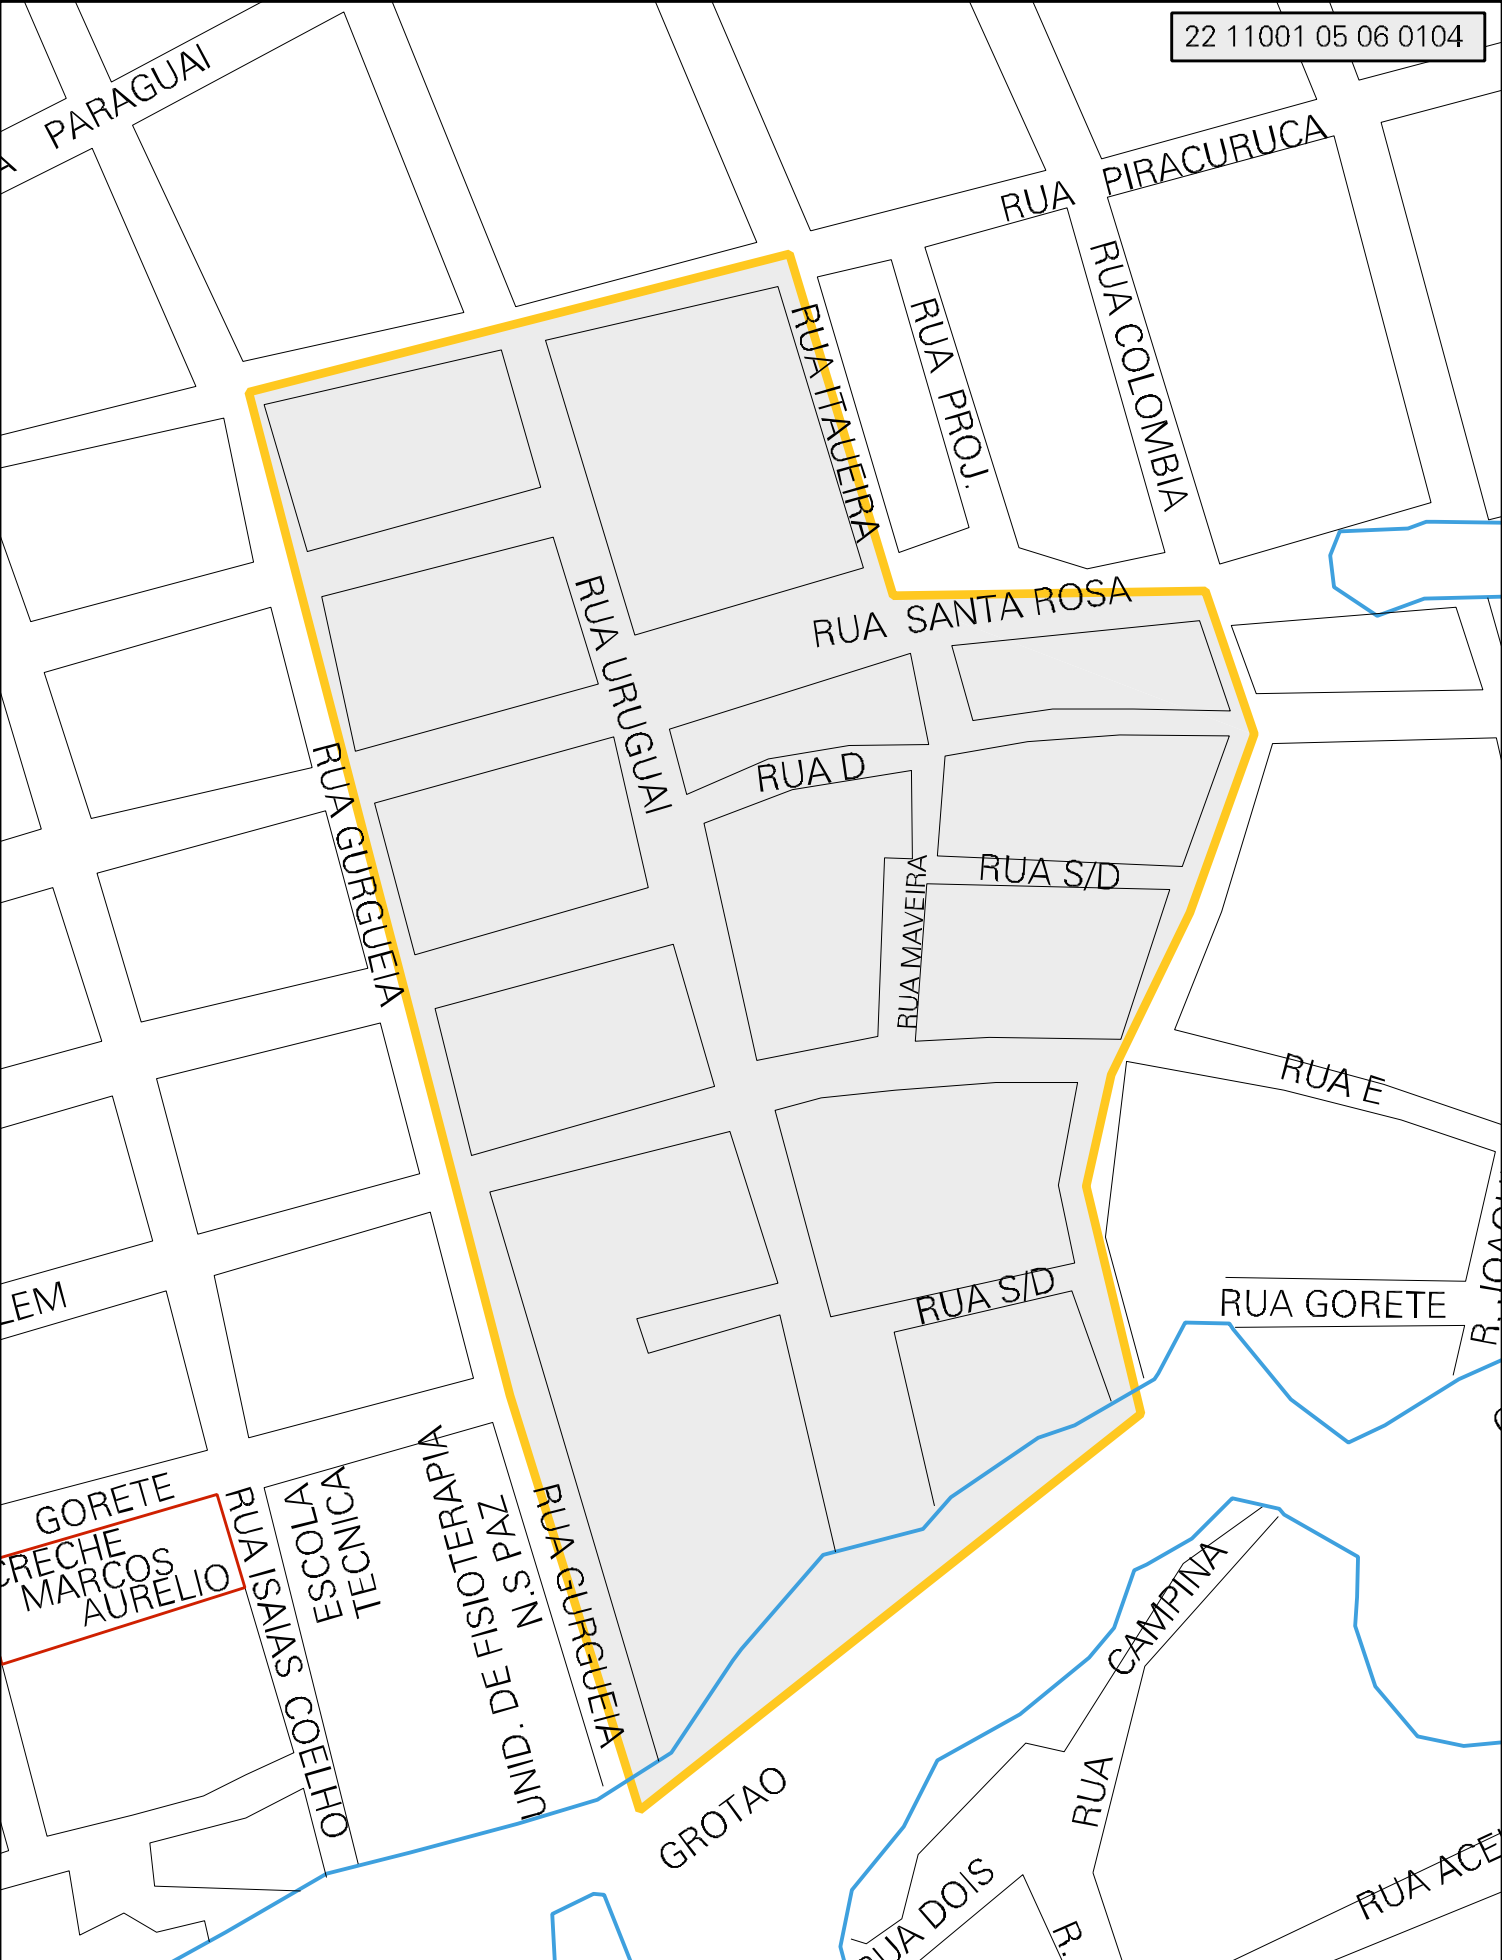 22 11001 05 06 0104
PARAGUAI
RUA PIRACURUCA
RUA COLOMBIA
RUA PROJ.
RUA ITAUEIRA
RUA SANTA ROSA
RUA URUGUAI
RUA D
RUA GURGUEIA
RUA S/D
RUA MAVEIRA
RUA E
RUA S/D
RUA GORETE
GORETE
CRECHE
MARCOS
AURELIO
RUA ISAIAS COELHO
ESCOLA
TECNICA
UNID. DE FISIOTERAPIA
N.S PAZ
RUA GURGUEIA
GROTAO
RUA CAMPINA
RUA DOIS
R.
RUA
R.